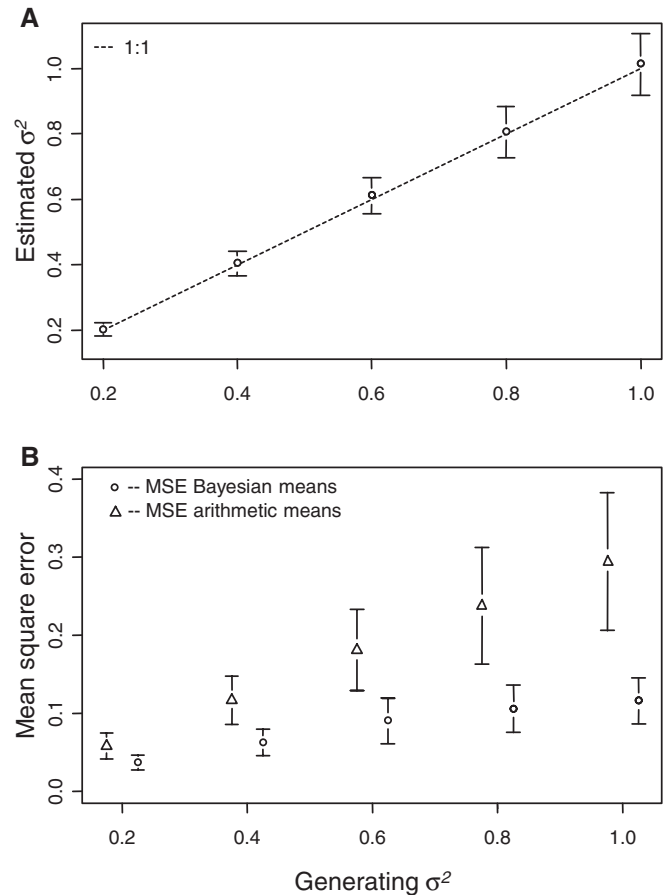 A
--- 1:1
Estimated σ²
1.0
0.8
0.6
0.4
0.2
0.2 0.4 0.6 0.8 1.0
B
-- MSE Bayesian means
-- MSE arithmetic means
Mean square error
0.4
0.3
0.2
0.1
0.0
0.2 0.4 0.6 0.8 1.0
Generating σ²